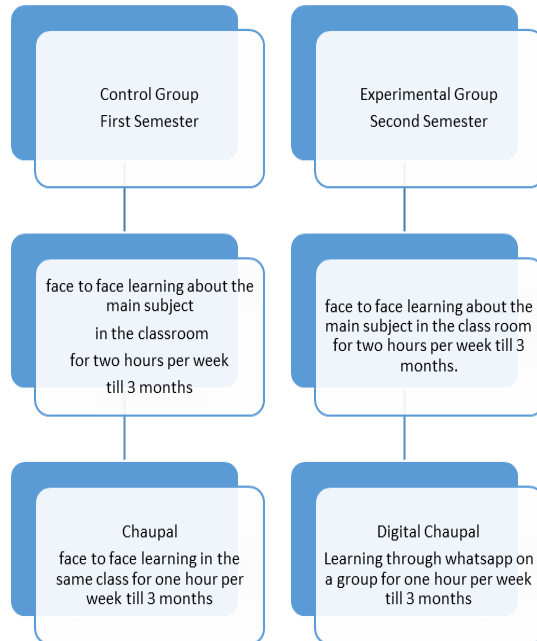 Control Group
First Semester
face to face learning about the
main subject
in the classroom
for two hours per week
till 3 months
Chaupal
face to face learning in the
same class for one hour per
week till 3 months
Experimental Group
Second Semester
face to face learning about the
main subject in the class room
for two hours per week till 3
months.
Digital Chaupal
Learning through whatsapp on
a group for one hour per week
till 3 months